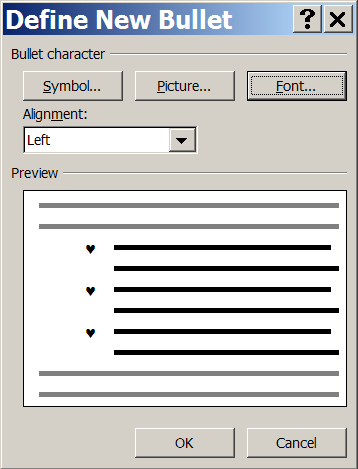 Define New Bullet
Bullet character
Symbol... Picture... Font...
Alignment:
Left
Preview
♥
♥
♥
OK Cancel